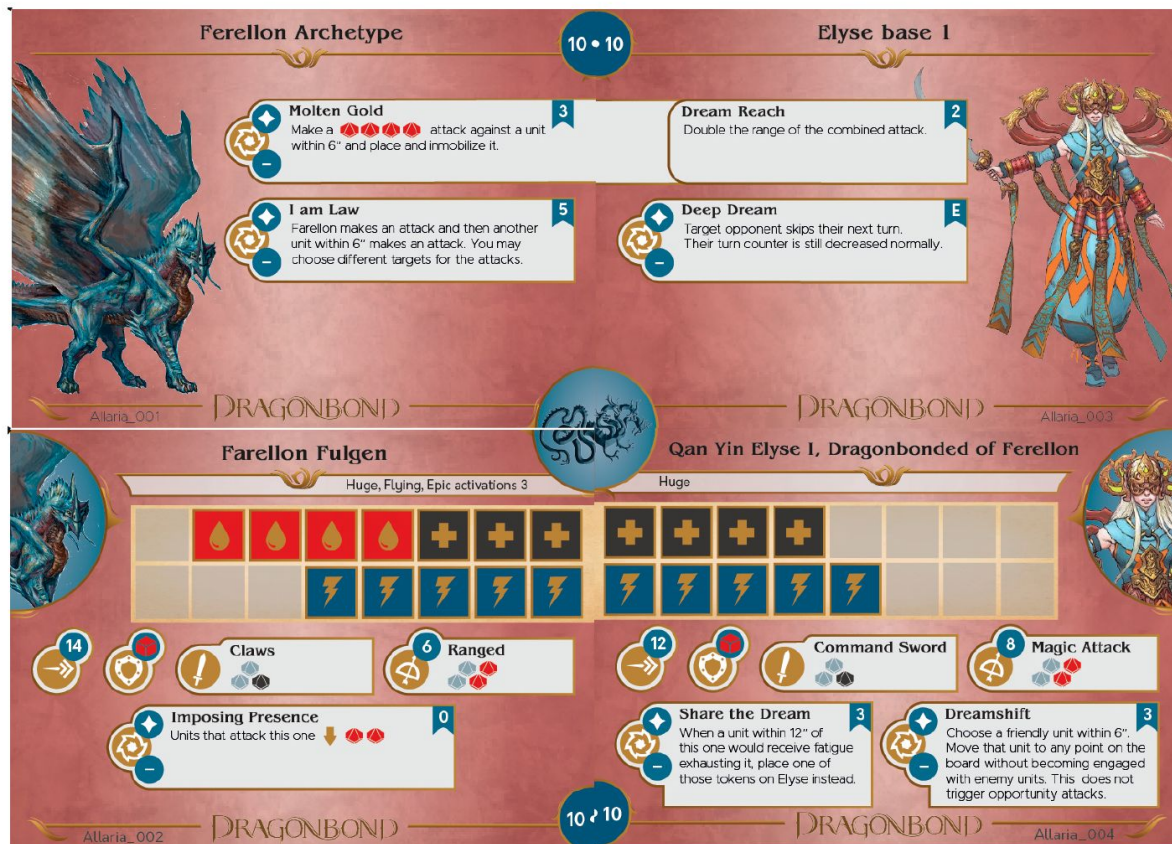 Ferellon Archetype
10 • 10
Elyse base 1
Molten Gold
3
Make a attack against a unit
within 6" and place and inmobilize it.
Dream Reach
2
Double the range of the combined attack.
I am Law
5
Farellon makes an attack and then another
unit within 6" makes an attack. You may
choose different targets for the attacks.
Deep Dream
E
Target opponent skips their next turn.
Their turn counter is still decreased normally.
Allaria_001
DRAGONBOND
DRAGONBOND
Allaria_003
Farellon Fulgen
Huge, Flying, Epic activations 3
Qan Yin Elyse I, Dragonbonded of Ferellon
Huge
14
Claws
6
Ranged
12
Command Sword
8
Magic Attack
Imposing Presence
0
Units that attack this one
Share the Dream
3
When a unit within 12" of
this one would receive fatigue
exhausting it, place one of
those tokens on Elyse instead.
Dreamshift
3
Choose a friendly unit within 6".
Move that unit to any point on the
board without becoming engaged
with enemy units. This does not
trigger opportunity attacks.
Allaria_002
DRAGONBOND
10 10
DRAGONBOND
Allaria_004